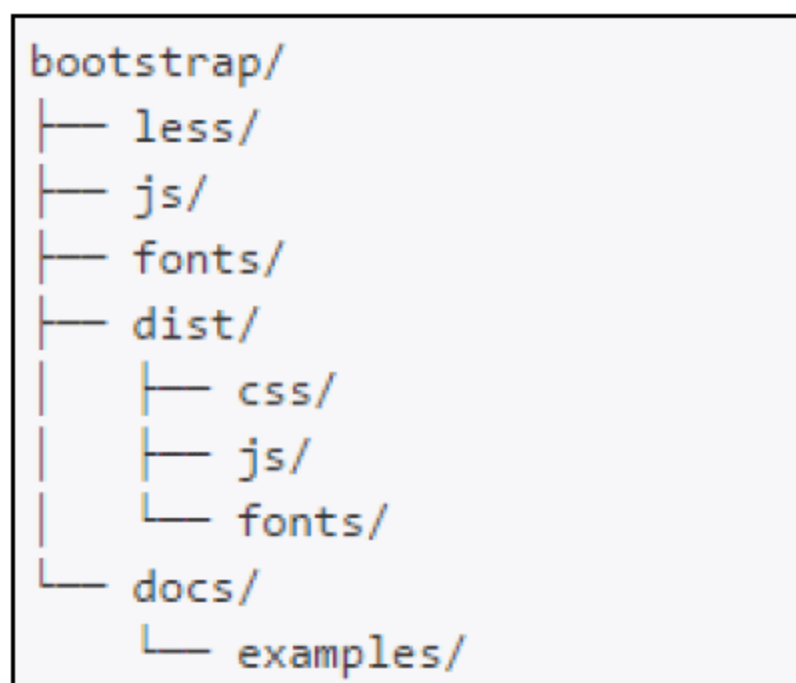 bootstrap/
├── less/
├── js/
├── fonts/
├── dist/
│   ├── css/
│   ├── js/
│   └── fonts/
└── docs/
    └── examples/